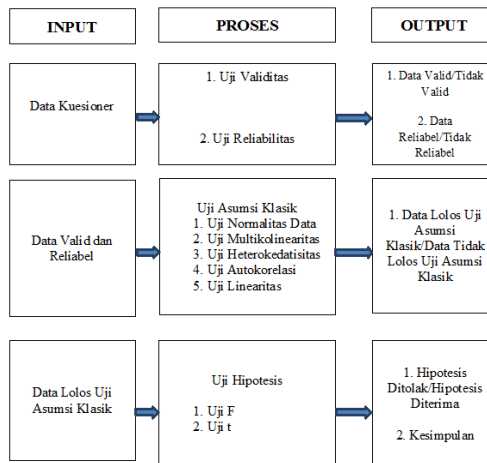 INPUT
PROSES
OUTPUT
Data Kuesioner
1. Uji Validitas
2. Uji Reliabilitas
1. Data Valid/Tidak
Valid
2. Data
Reliabel/Tidak
Reliabel
Data Valid dan
Reliabel
Uji Asumsi Klasik
1 Uji Normalitas Data
2 Uji Multikolinearitas
3 Uji Heterokedatisitas
4 Uji Autokorelasi
5 Uji Linearitas
1. Data Lolos Uji
Asumsi
Klasik/Data Tidak
Lolos Uji Asumsi
Klasik
Data Lolos Uji
Asumsi Klasik
Uji Hipotesis
1. Uji F
2. Uji t
1. Hipotesis
Ditolak/Hipotesis
Diterima
2. Kesimpulan